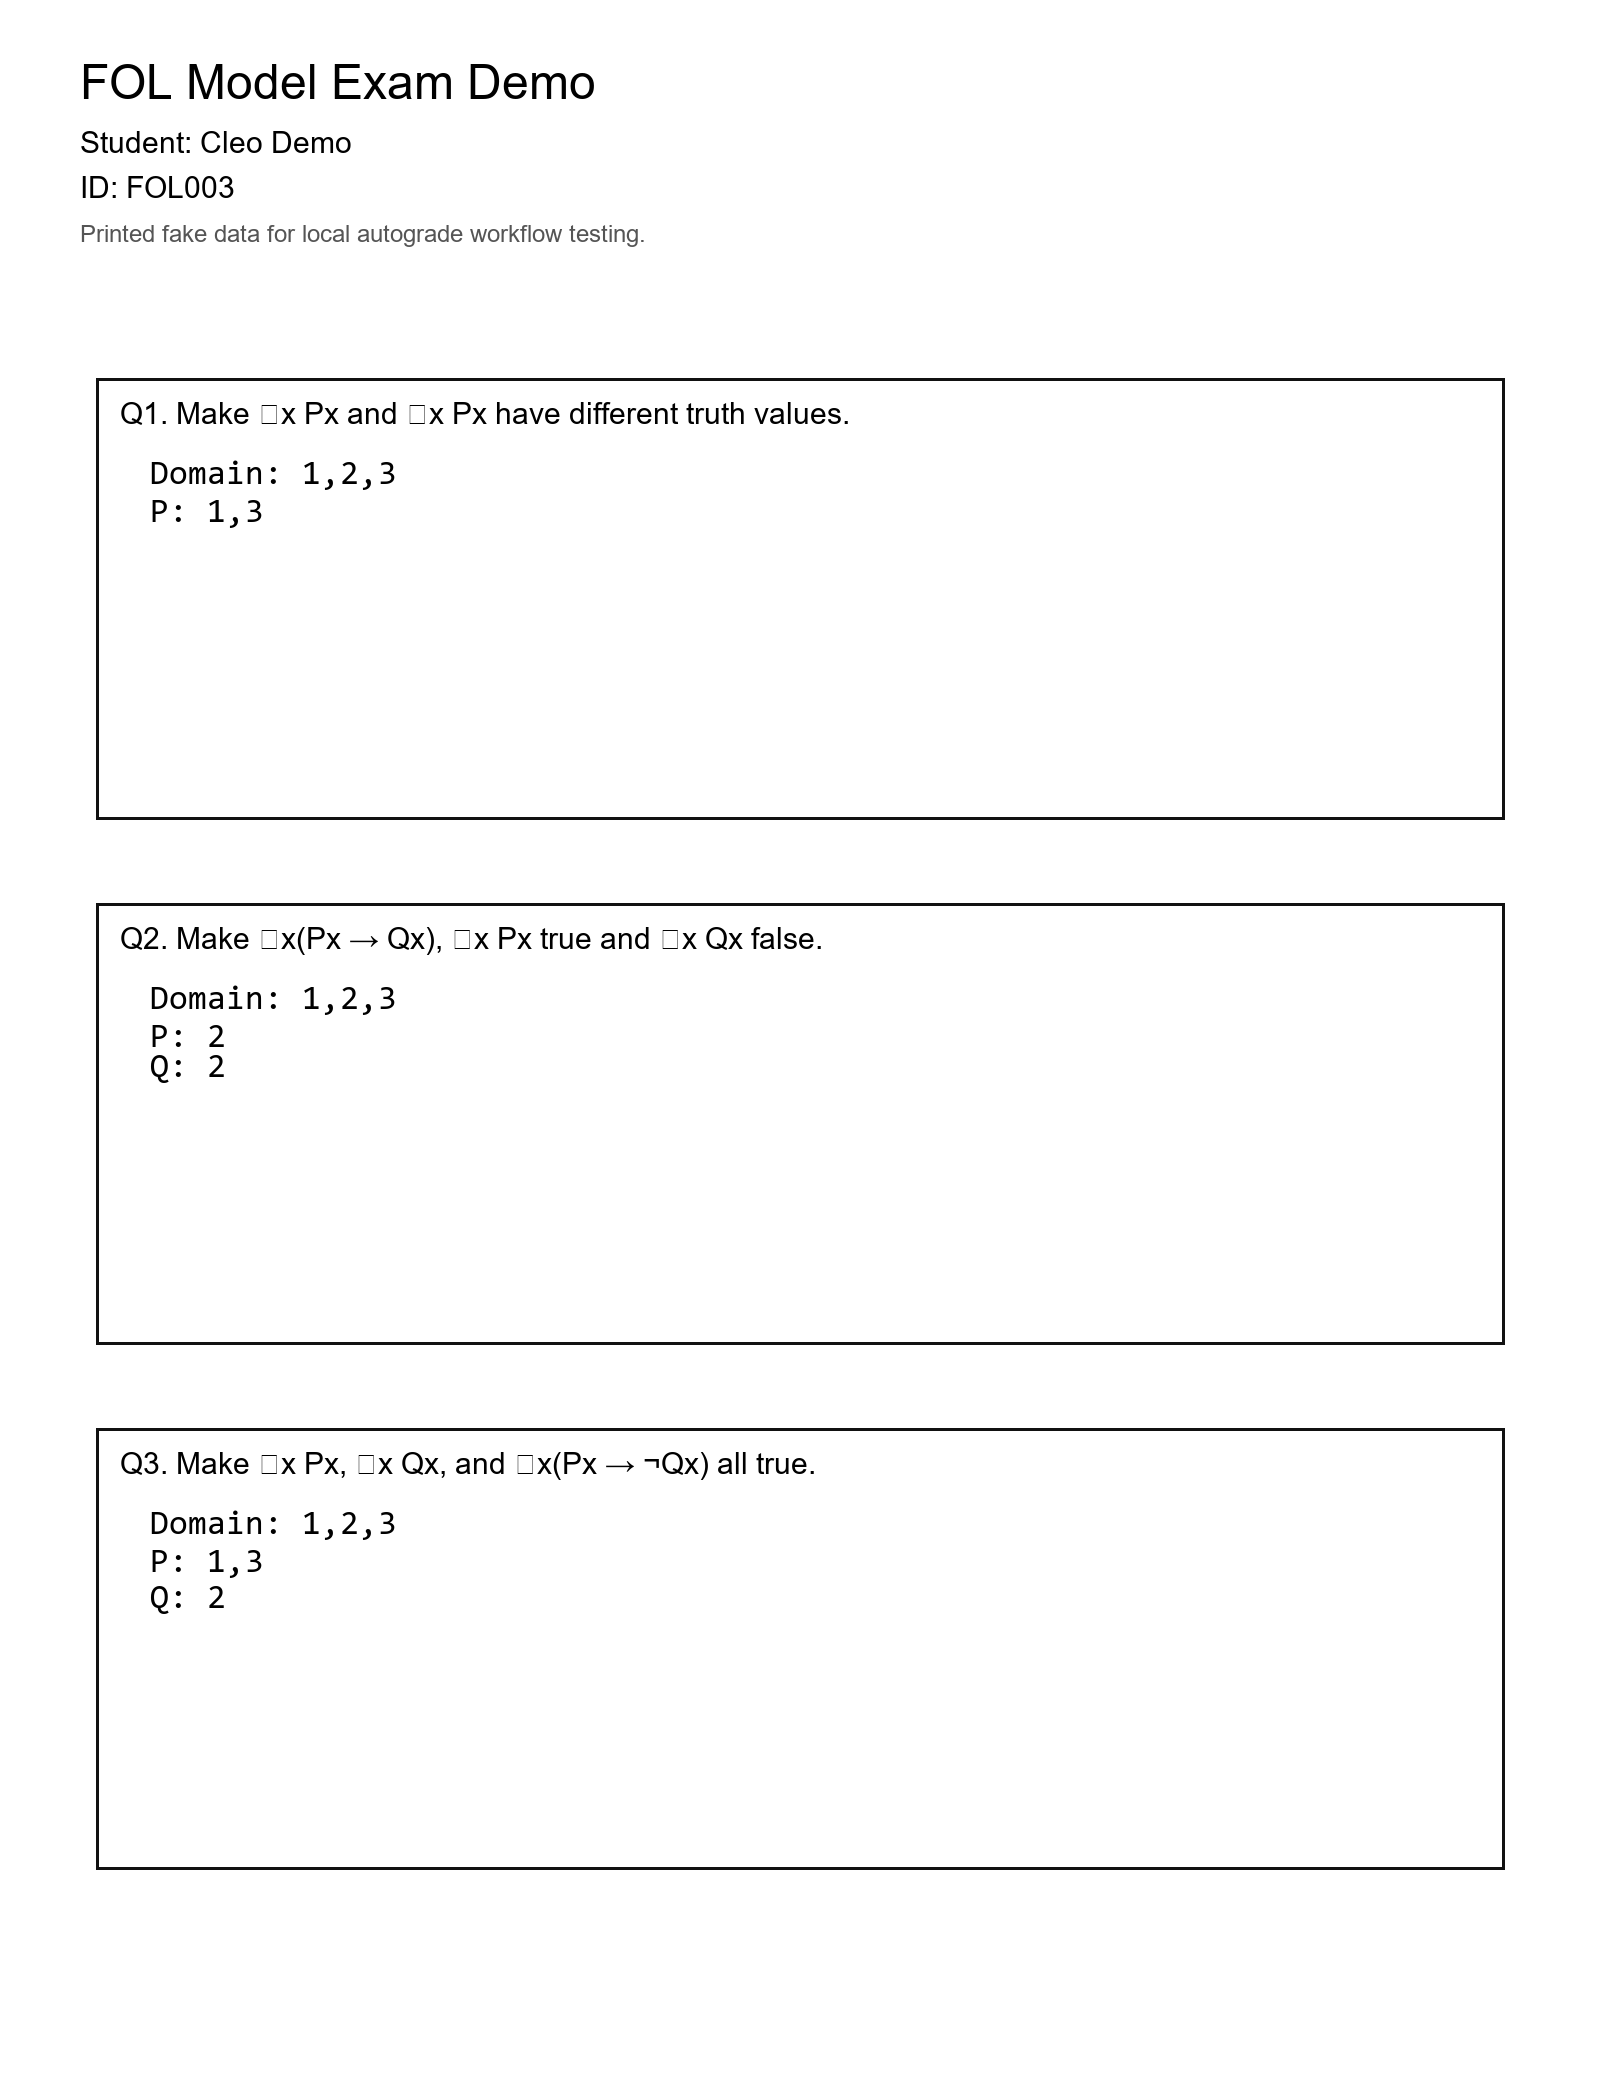 FOL Model Exam Demo
Student: Cleo Demo
ID: FOL003
Printed fake data for local autograde workflow testing.
Q1. Make □x Px and □x Px have different truth values.
Domain: 1,2,3
P: 1,3
Q2. Make □x(Px → Qx), □x Px true and □x Qx false.
Domain: 1,2,3
P: 2
Q: 2
Q3. Make □x Px, □x Qx, and □x(Px → ¬Qx) all true.
Domain: 1,2,3
P: 1,3
Q: 2